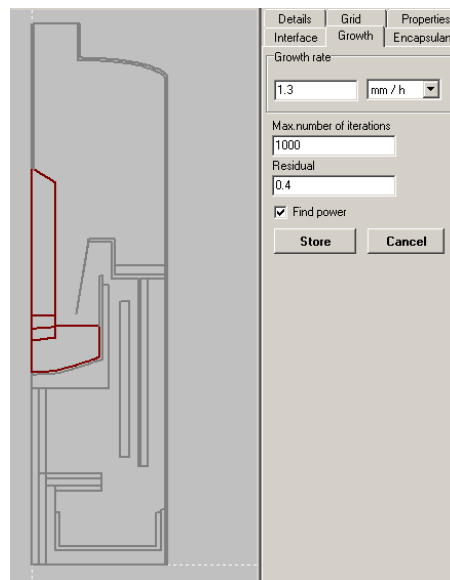 Details Grid Properties
Interface Growth Encapsulan
Growth rate
1.3 mm / h
Max.number of iterations
1000
Residual
0.4
Find power
Store Cancel